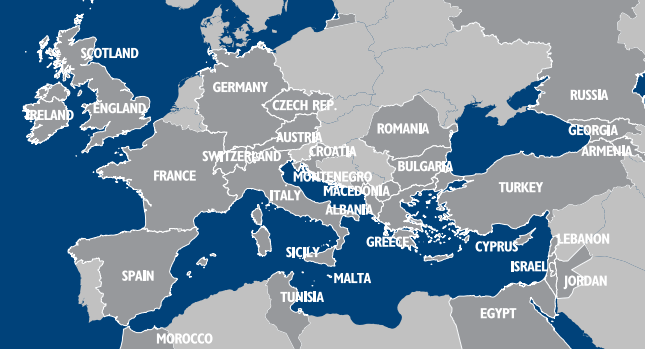 SCOTLAND
GERMANY
RUSSIA
CZECH REP.
IRELAND
ENGLAND
ROMANIA
GEORGIA
AUSTRIA
CROATIA
ARMENIA
SWITZERLAND
BULGARIA
FRANCE
MONTENEGRO
TURKEY
MACEDONIA
ITALY
ALBANIA
GREECE
CYPRUS
LEBANON
SICILY
ISRAEL
SPAIN
MALTA
JORDAN
TUNISIA
EGYPT
MOROCCO